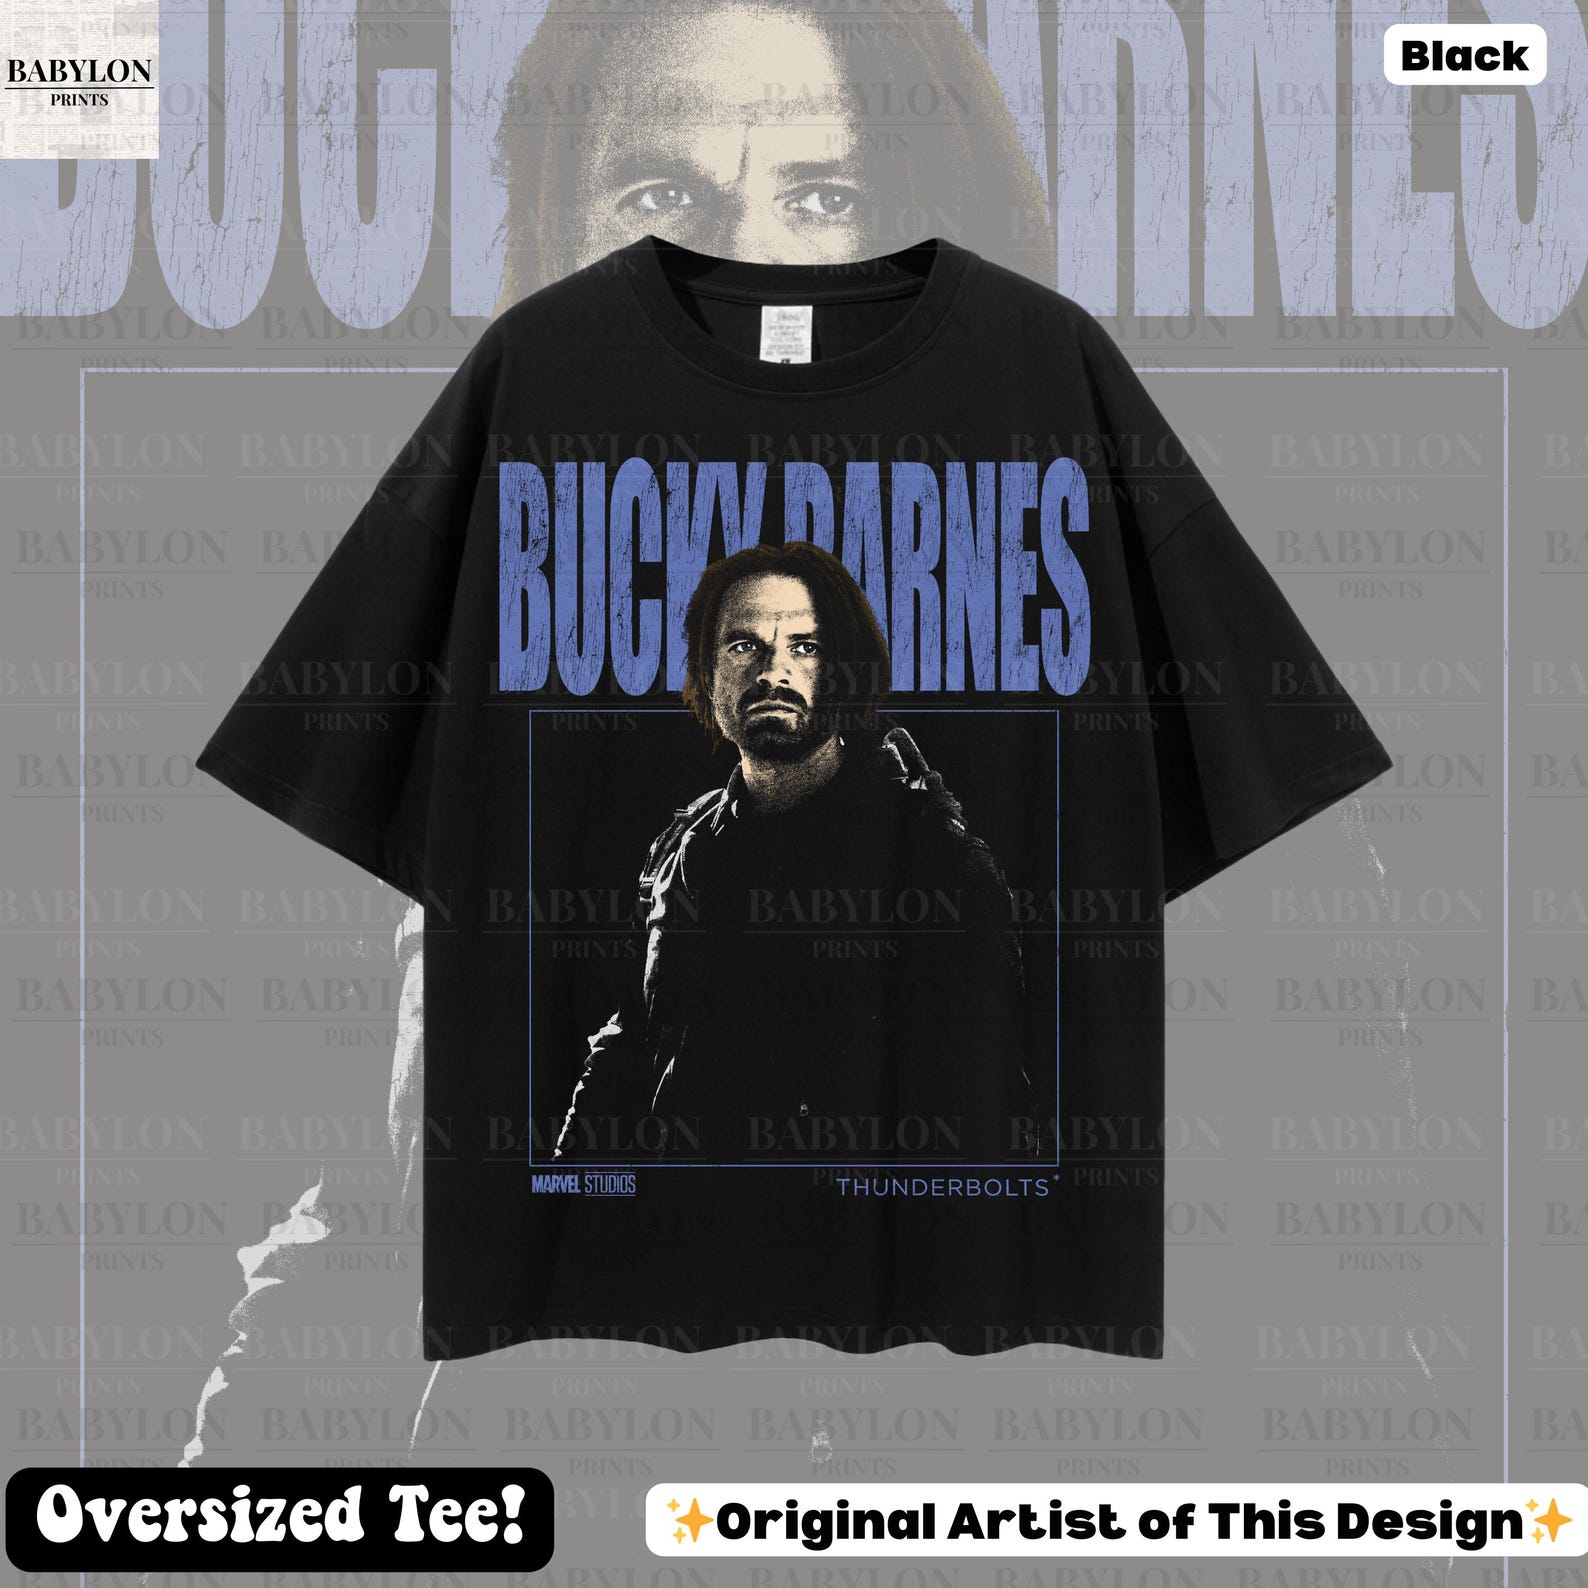 BABYLON
PRINTS
Black
BUCKY BARNES
MARVEL STUDIOS
THUNDERBOLTS*
Oversized Tee!
✨Original Artist of This Design✨